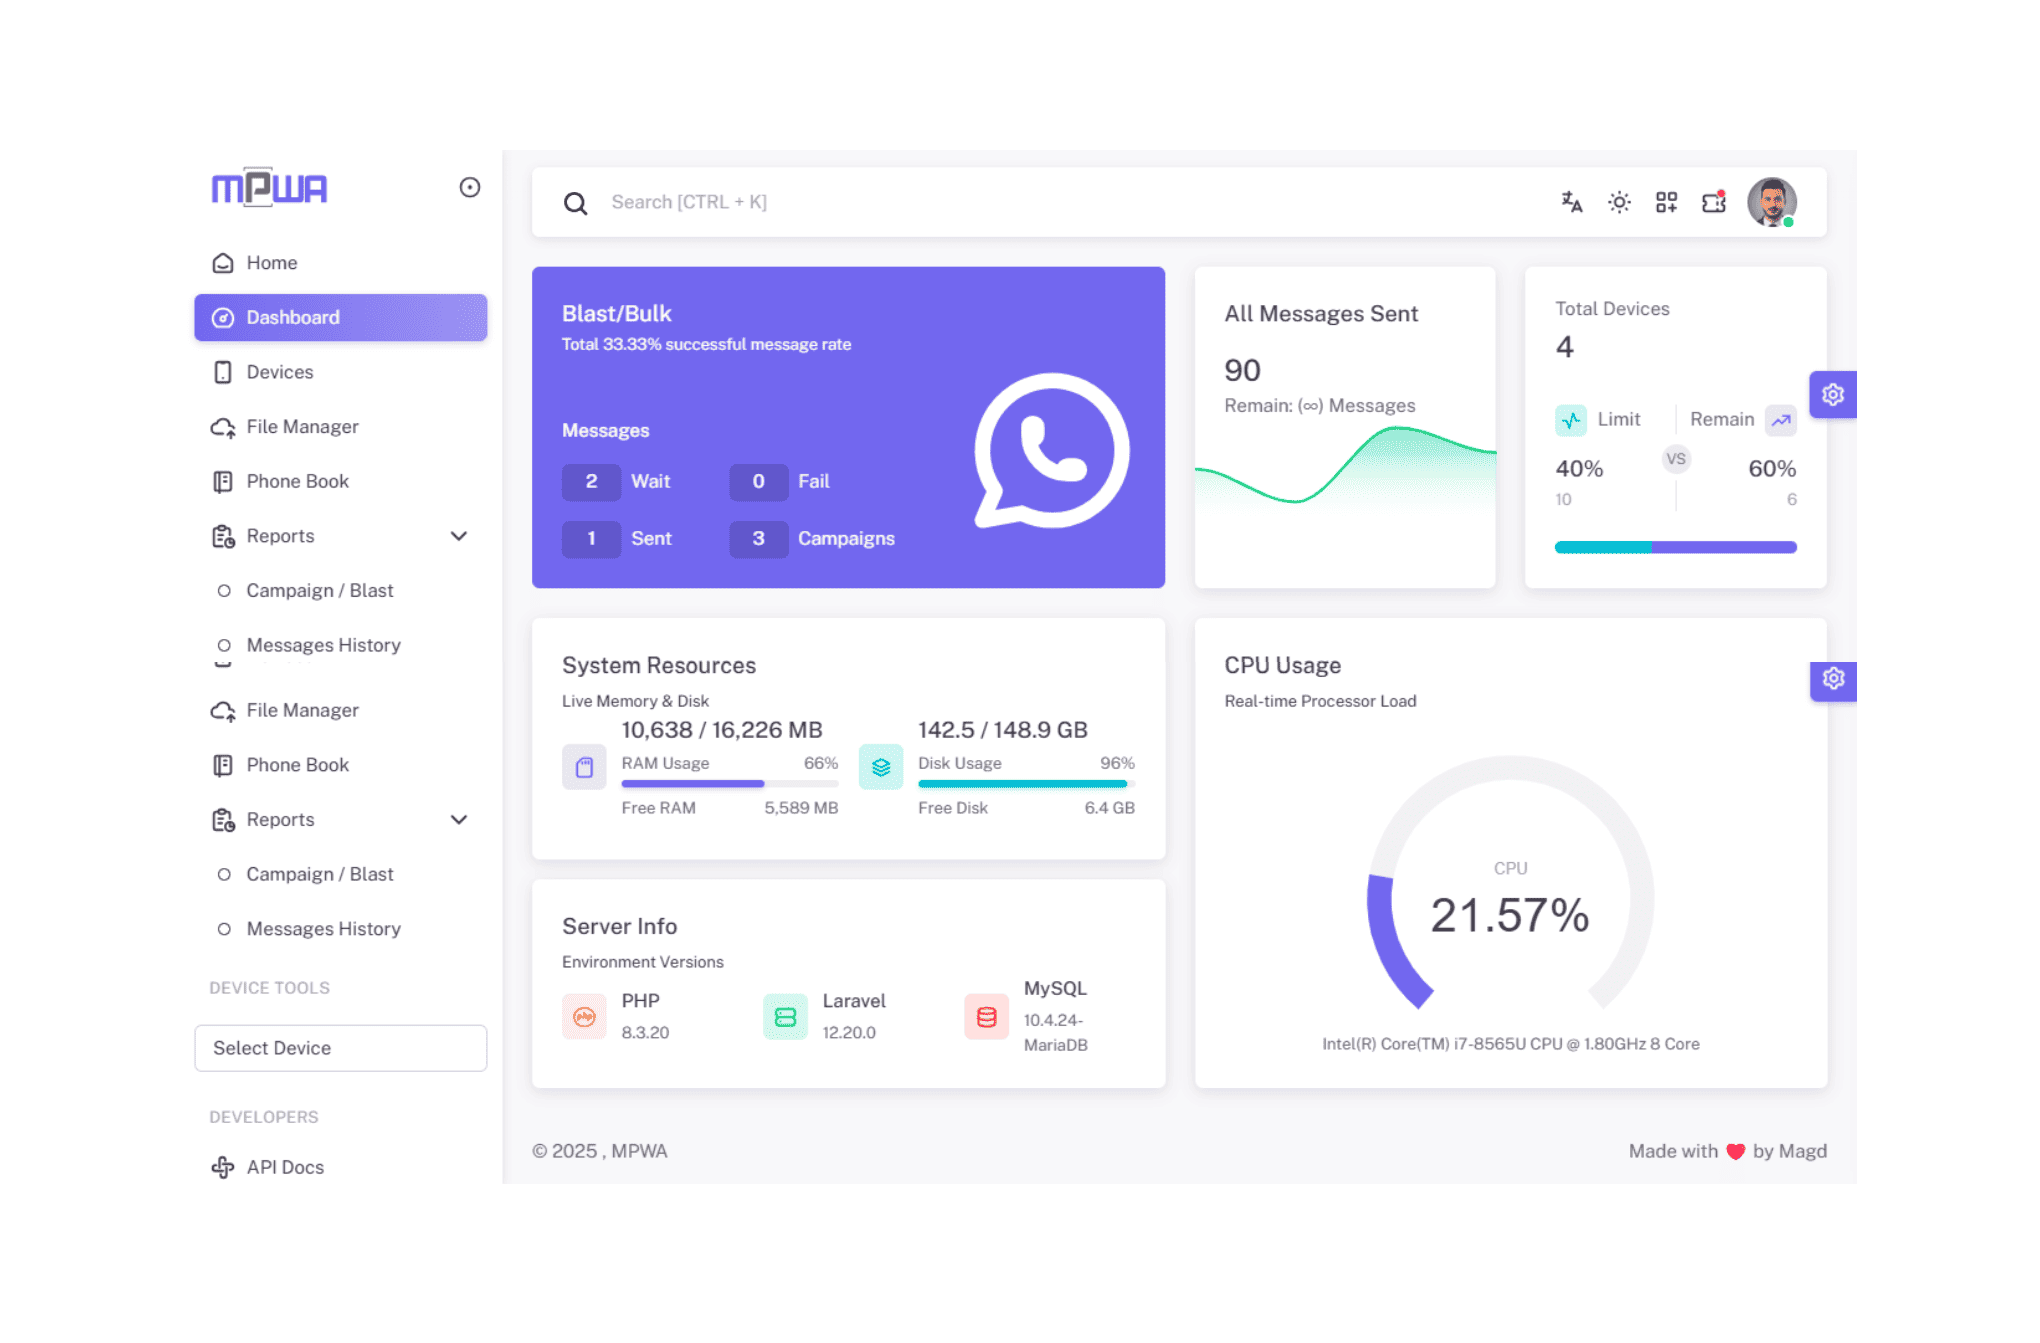 MPWA
Home
Dashboard
Devices
File Manager
Phone Book
Reports
Campaign / Blast
Messages History
File Manager
Phone Book
Reports
Campaign / Blast
Messages History
DEVICE TOOLS
Select Device
DEVELOPERS
API Docs
Search [CTRL + K]
Blast/Bulk
Total 33.33% successful message rate
Messages
2 Wait 0 Fail
1 Sent 3 Campaigns
All Messages Sent
90
Remain: (∞) Messages
Total Devices
4
Limit Remain
VS
40% 60%
10 6
System Resources
Live Memory & Disk
10,638 / 16,226 MB
RAM Usage 66%
Free RAM 5,589 MB
142.5 / 148.9 GB
Disk Usage 96%
Free Disk 6.4 GB
CPU Usage
Real-time Processor Load
CPU
21.57%
Intel(R) Core(TM) i7-8565U CPU @ 1.80GHz 8 Core
Server Info
Environment Versions
php
PHP
8.3.20
Laravel
12.20.0
MySQL
10.4.24-
MariaDB
© 2025 , MPWA
Made with ❤️ by Magd